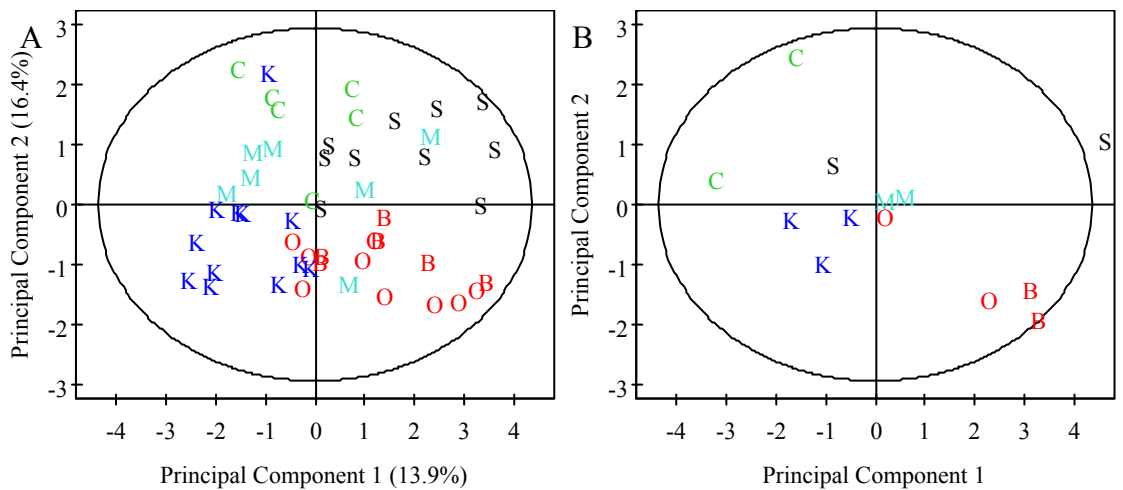 A
Principal Component 2 (16.4%)
3
2
1
0
-1
-2
-3
C K C
C C
C
S S S
S M
M M S S S S S
M
M M
C S S
K K K
K B
K O B B
K O B B O B
K K K
K K O M B
O O O O
-4 -3 -2 -1 0 1 2 3 4
Principal Component 1 (13.9%)
B
Principal Component 2
3
2
1
0
-1
-2
-3
C
S
S
C
M M
K K O
K
O B
B
-4 -3 -2 -1 0 1 2 3 4
Principal Component 1